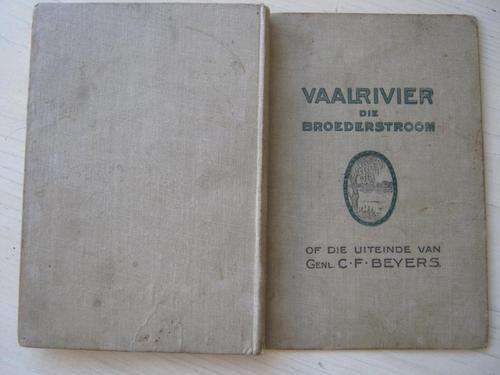 VAALRIVIER
DIE
BROEDERSTROOM
OF DIE UITEINDE VAN
GENL. C. F. BEYERS.